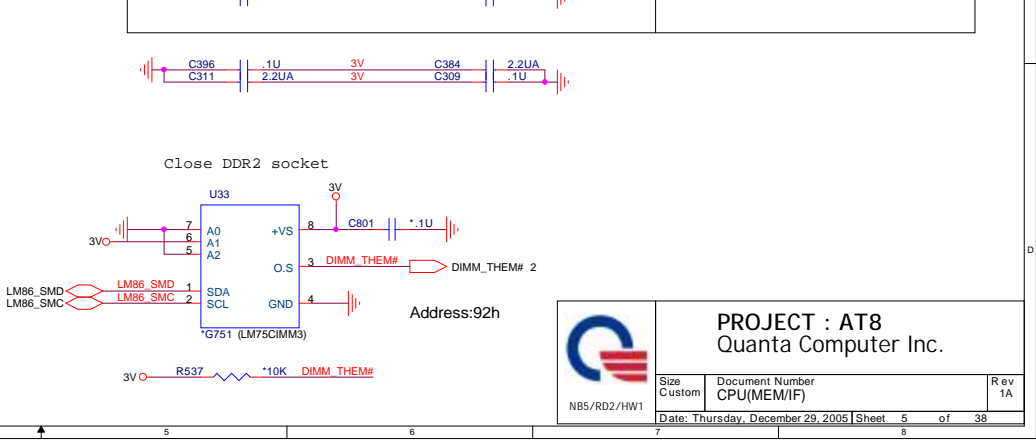 C396 .1U 3V C384 2.2UA
C311 2.2UA 3V C309 .1U
Close DDR2 socket
U33
3V
7 A0 +VS 8 C801 *.1U
3V 6 A1
5 A2
O.S 3 DIMM_THEM# DIMM_THEM# 2
LM86_SMD LM86_SMD 1 SDA
LM86_SMC LM86_SMC 2 SCL GND 4
Address:92h
*G751 (LM75CIMM3)
3V R537 *10K DIMM_THEM#
D
NB5/RD2/HW1
PROJECT : AT8
Quanta Computer Inc.
Size Document Number Rev
Custom CPU(MEM/IF) 1A
Date: Thursday, December 29, 2005 Sheet 5 of 38
5 6 7 8